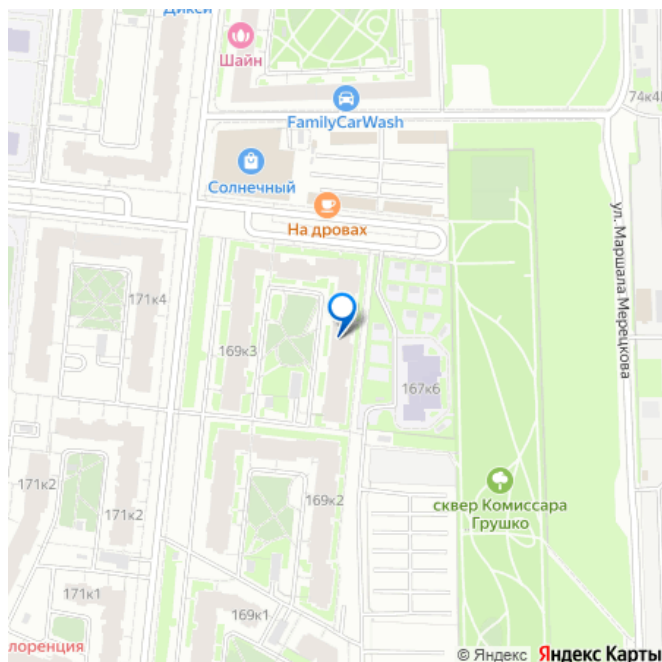 Дикси
Шайн
74к4
FamilyCarWash
Солнечный
На дровах
ул. Маршала Мерецкова
171к4
169к3
167к6
171к2
171к2
169к2
сквер Комиссара
Грушко
171к1
169к1
лоренция
© Яндекс Яндекс Карты